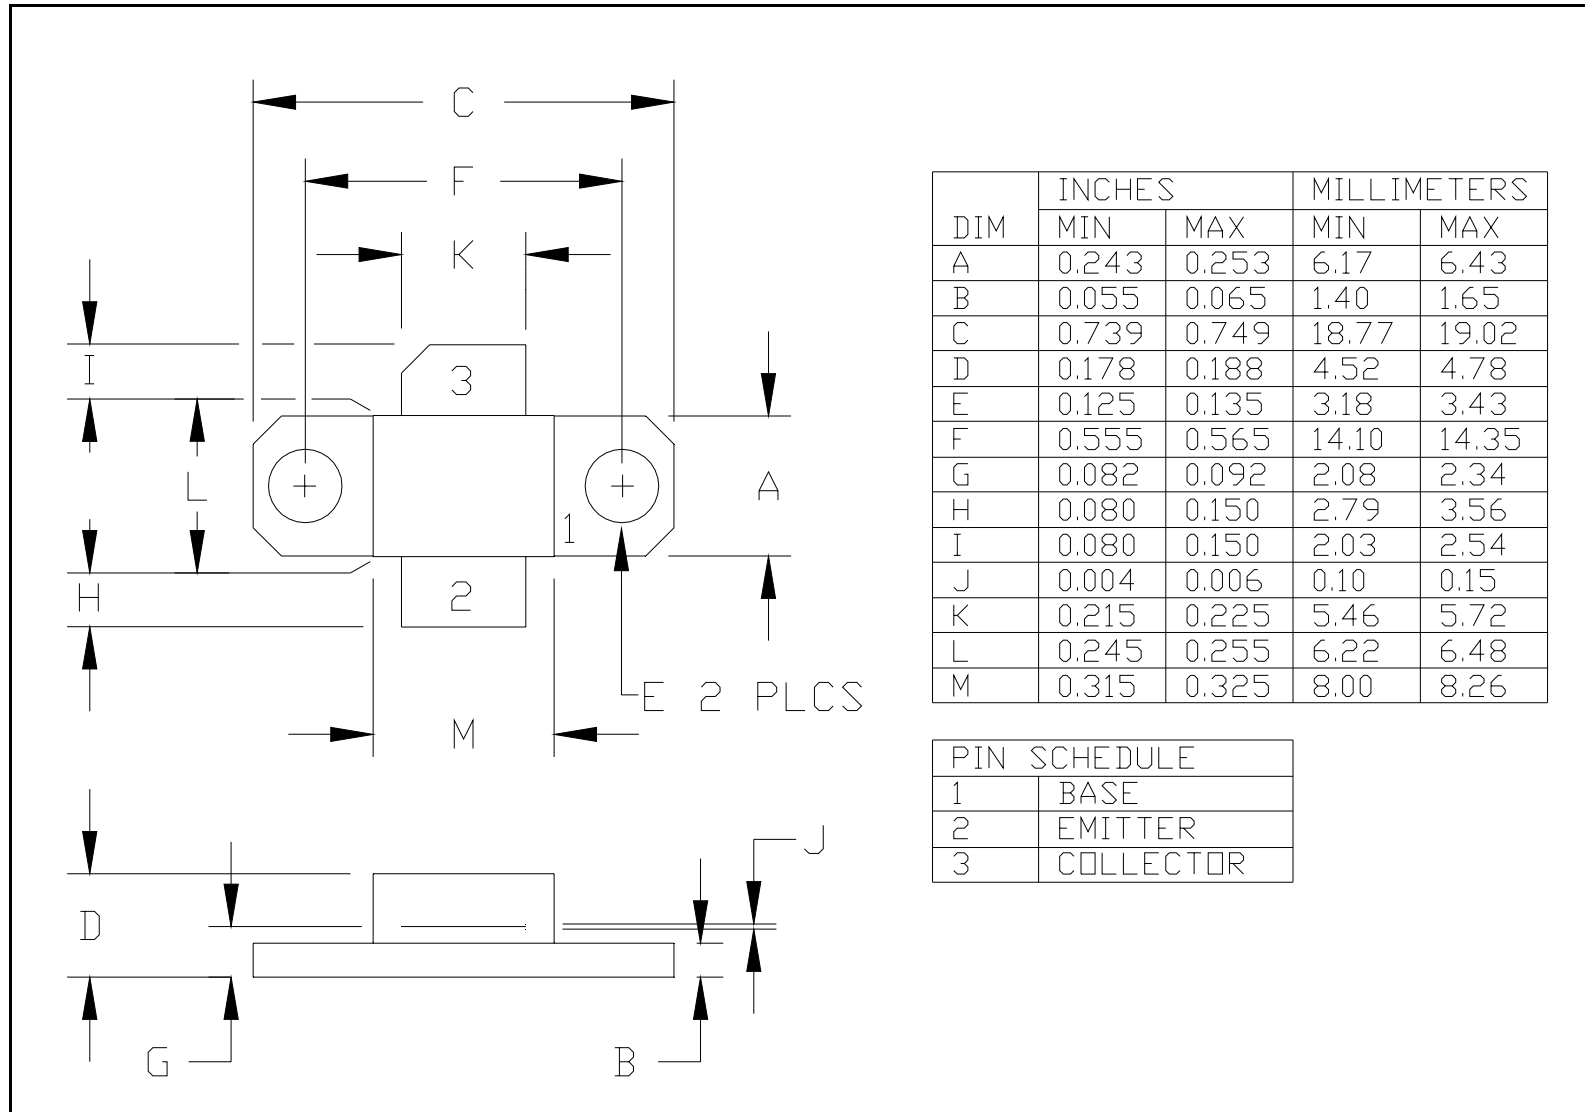 C
F
K
I
3
L
A
1
H
2
E 2 PLCS
M
J
D
G
B
INCHES MILLIMETERS
DIM MIN MAX MIN MAX
A 0.243 0.253 6.17 6.43
B 0.055 0.065 1.40 1.65
C 0.739 0.749 18.77 19.02
D 0.178 0.188 4.52 4.78
E 0.125 0.135 3.18 3.43
F 0.555 0.565 14.10 14.35
G 0.082 0.092 2.08 2.34
H 0.080 0.150 2.79 3.56
I 0.080 0.150 2.03 2.54
J 0.004 0.006 0.10 0.15
K 0.215 0.225 5.46 5.72
L 0.245 0.255 6.22 6.48
M 0.315 0.325 8.00 8.26
PIN SCHEDULE
1 BASE
2 EMITTER
3 COLLECTOR